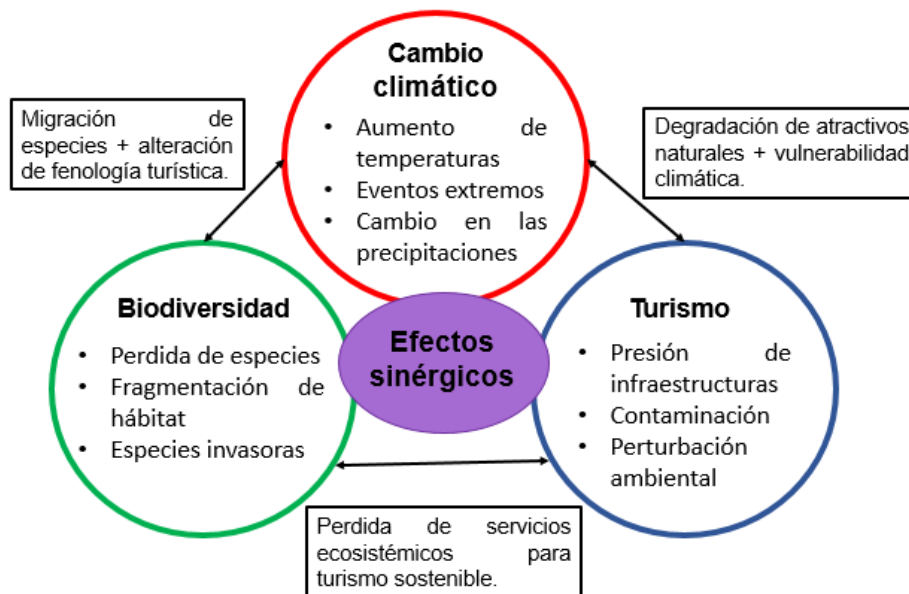 Cambio
climático
• Aumento de
temperaturas
• Eventos extremos
• Cambio en las
precipitaciones
Migración de
especies + alteración
de fenología turística.
Degradación de atractivos
naturales + vulnerabilidad
climática.
Biodiversidad
• Perdida de especies
• Fragmentación de
hábitat
• Especies invasoras
Efectos
sinérgicos
Turismo
• Presión de
infraestructuras
• Contaminación
• Perturbación
ambiental
Perdida de servicios
ecosistémicos para
turismo sostenible.